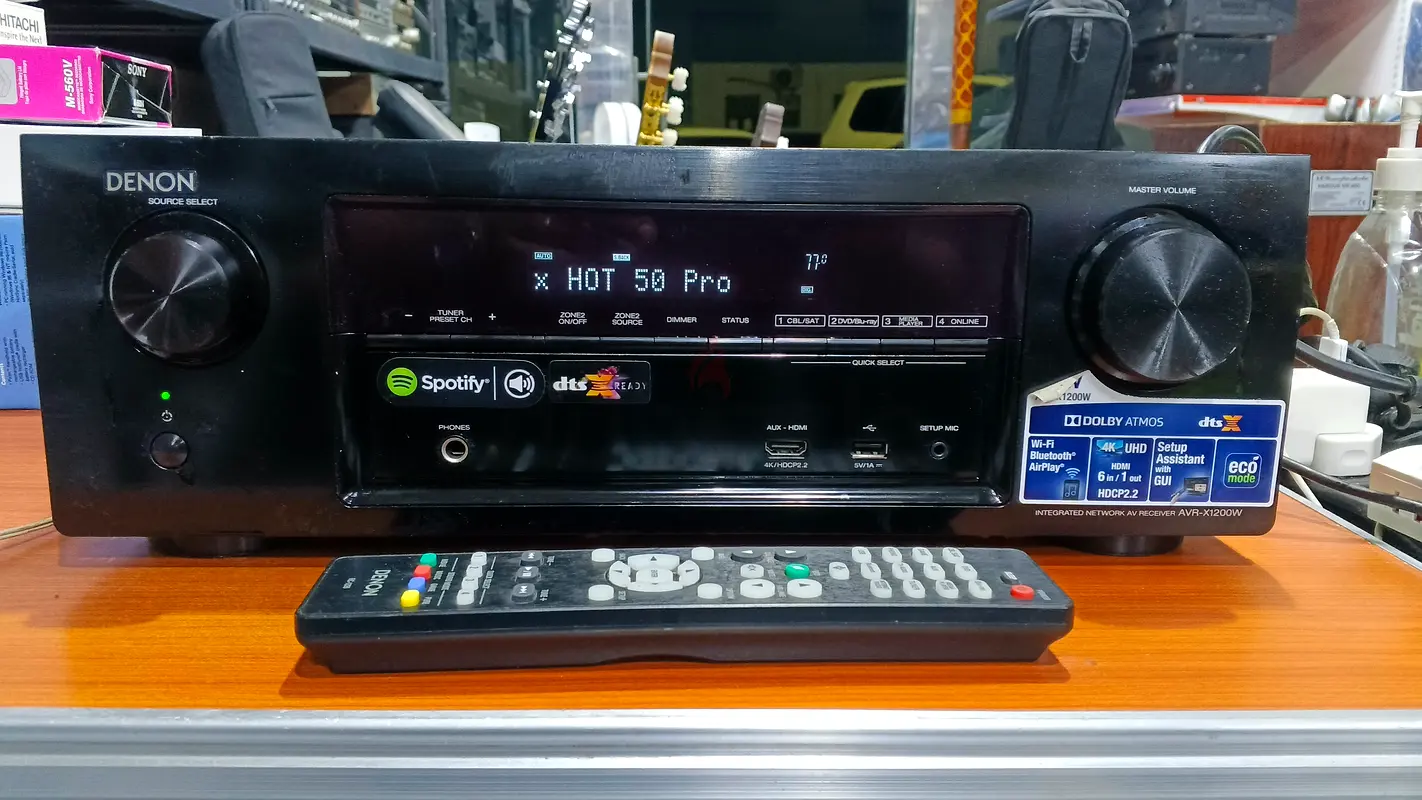 HITACHI
Inspire the Next
SONY
M-560V
Sony Corporation
DENON
SOURCE SELECT
MASTER VOLUME
AUTO
S.BACK
77.0
x HOT 50 Pro
- TUNER PRESET CH +
ZONE2 ON/OFF
ZONE2 SOURCE
DIMMER
STATUS
1 CBL/SAT
2 DVD/Blu-ray
3 MEDIA PLAYER
4 ONLINE
QUICK SELECT
Spotify®
dts X READY
PHONES
AUX - HDMI
4K/HDCP2.2
5V/1A
SETUP MIC
X1200W
DOLBY ATMOS
dts X
Wi-Fi
Bluetooth®
AirPlay®
4K UHD
HDMI
6 in / 1 out
HDCP2.2
Setup
Assistant
with
GUI
eco
mode
INTEGRATED NETWORK AV RECEIVER AVR-X1200W
DENON